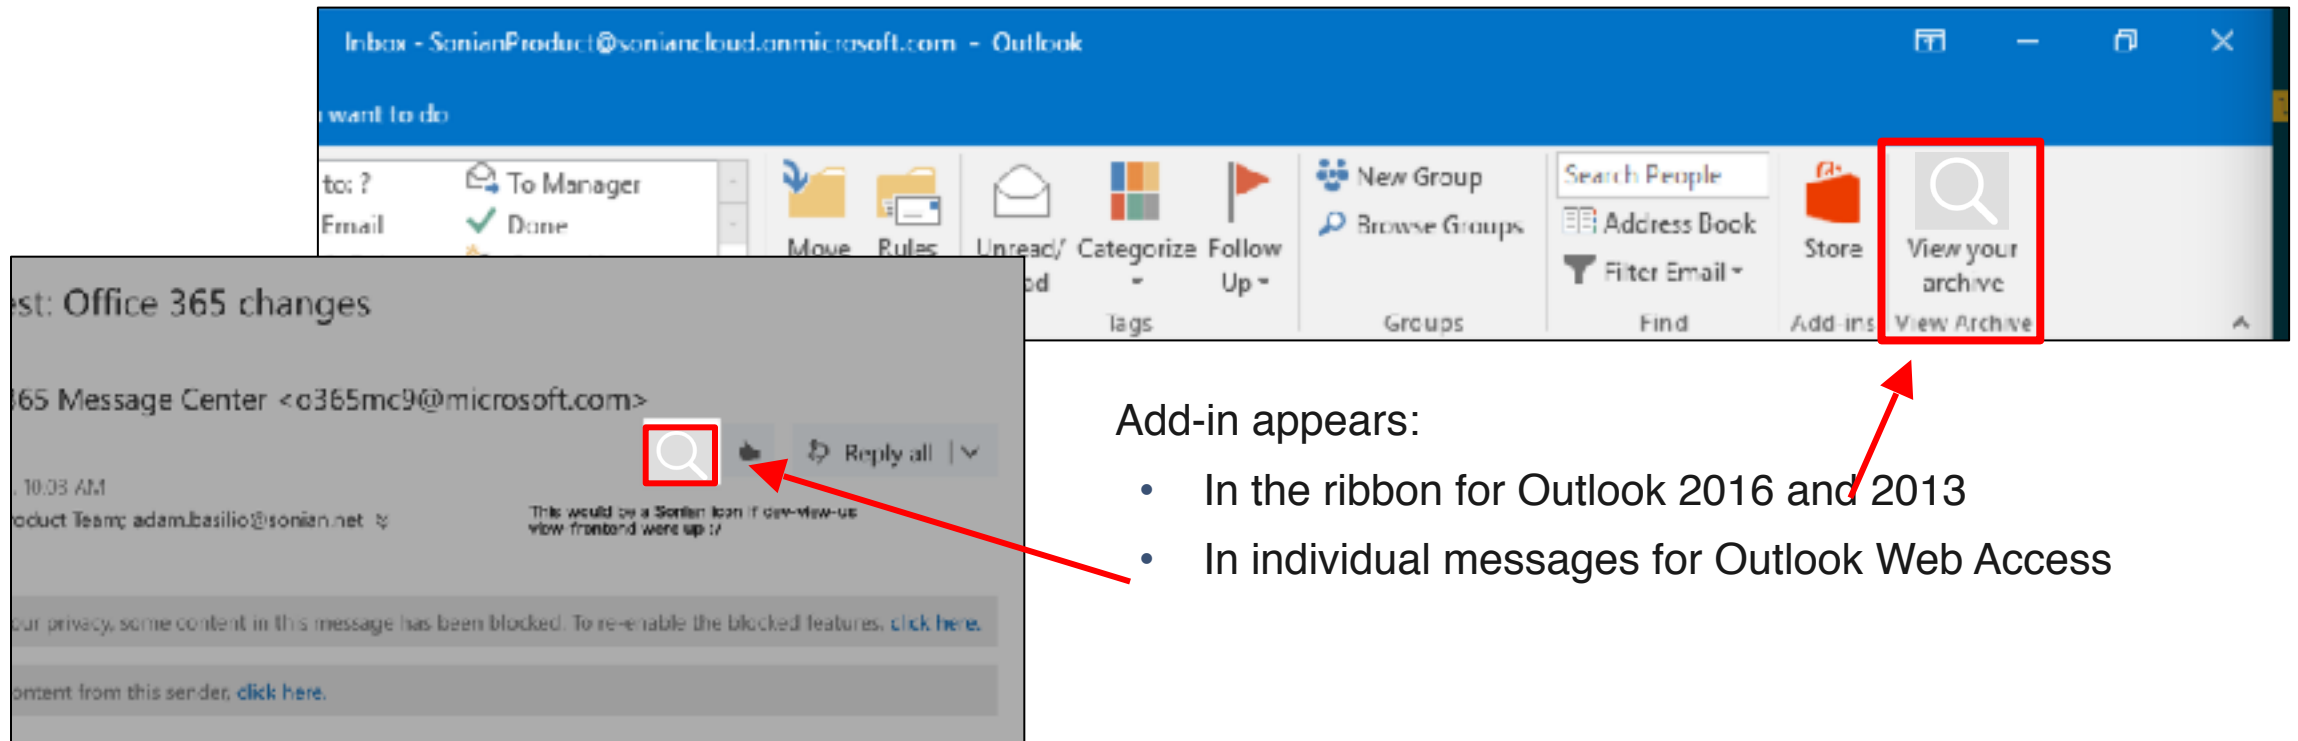 Inbox - SonianProduct@soniancloud.onmicrosoft.com - Outlook
want to do
to: ?
To Manager
Email
Done
Move
Rules
Unread/
Categorize
Follow
Up
Tags
New Group
Browse Groups
Groups
Search People
Address Book
Filter Email
Find
Store
Add-ins
View your
archive
View Archive
est: Office 365 changes
365 Message Center <o365mc9@microsoft.com>
Reply all
10:03 AM
oduct Team; adam.basilio@sonian.net
This would be a Sonian icon if dev-view-us
view-frontend were up :/
our privacy, some content in this message has been blocked. To re-enable the blocked features, click here.
ontent from this sender, click here.
Add-in appears:
• In the ribbon for Outlook 2016 and 2013
• In individual messages for Outlook Web Access